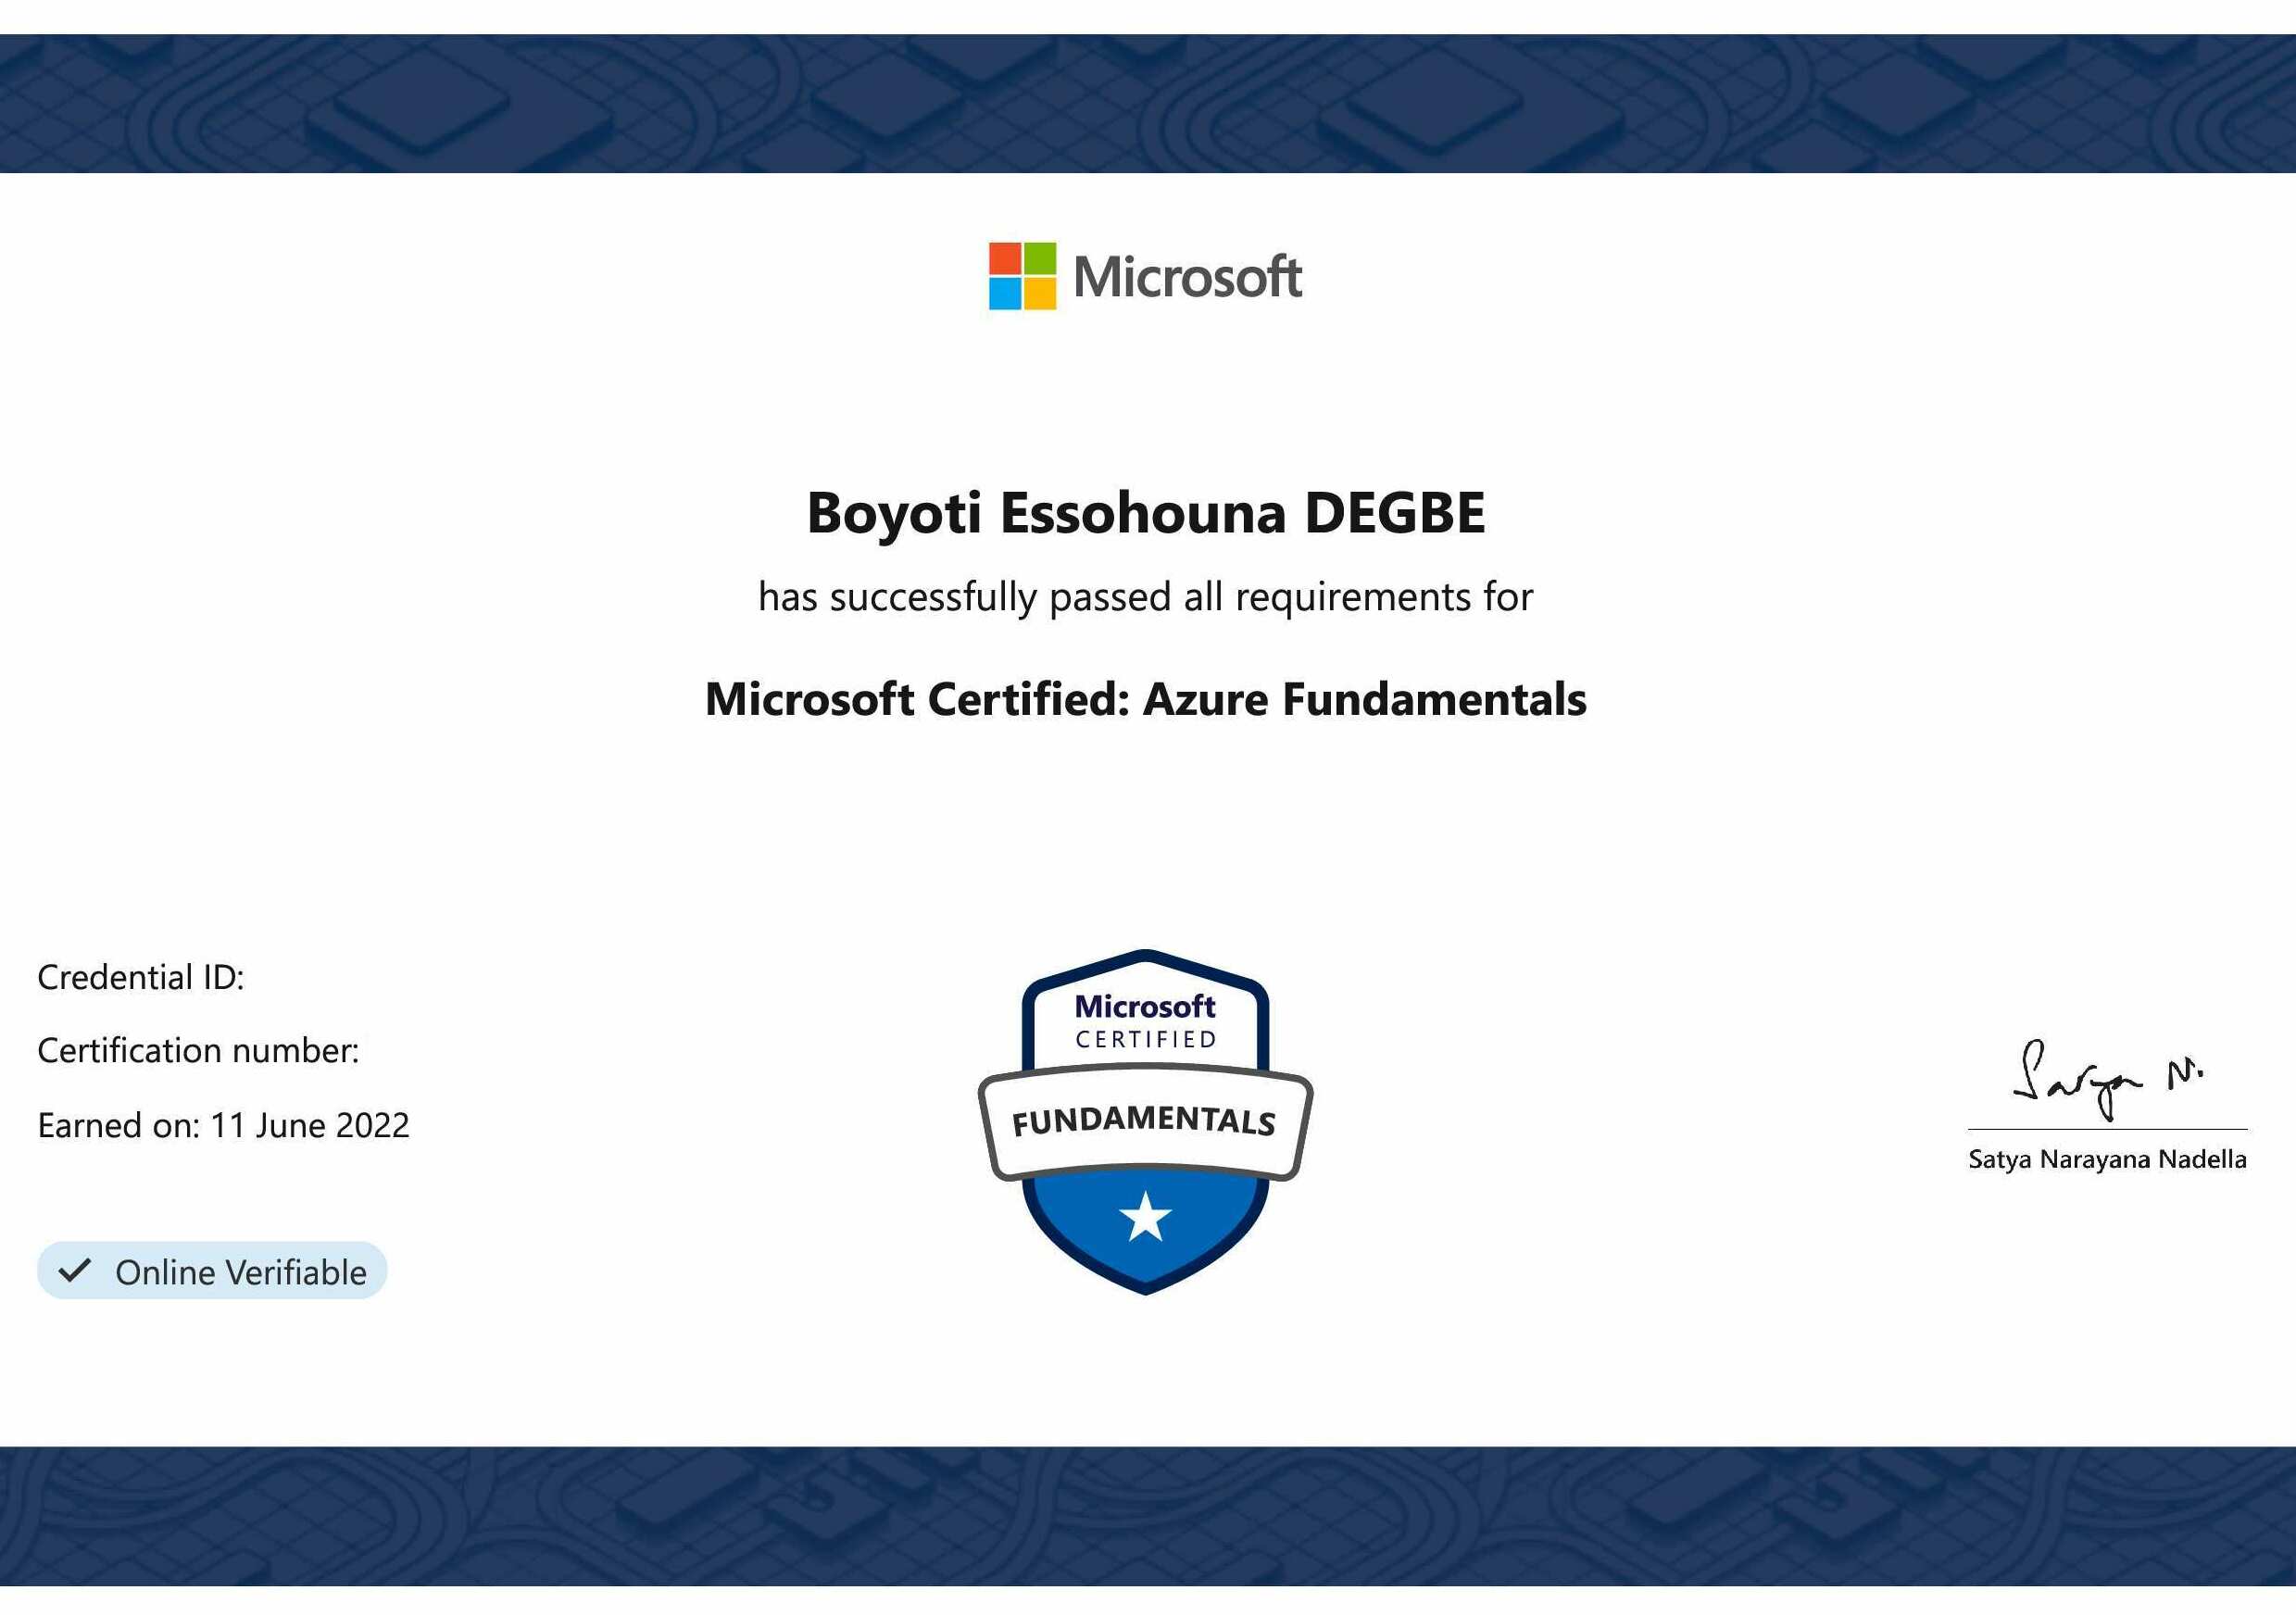 Microsoft
Boyoti Essohouna DEGBE
has successfully passed all requirements for
Microsoft Certified: Azure Fundamentals
Credential ID:
Certification number:
Earned on: 11 June 2022
Online Verifiable
Microsoft
CERTIFIED
FUNDAMENTALS
Satya N.
Satya Narayana Nadella